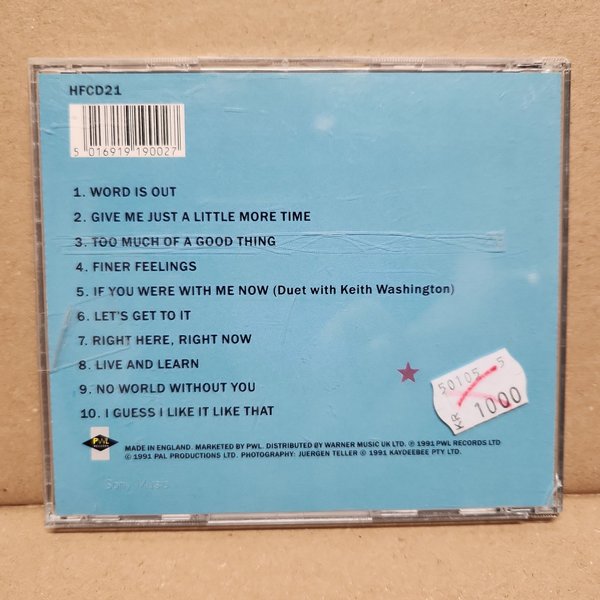 HFCD21
5 016919 190027
1. WORD IS OUT
2. GIVE ME JUST A LITTLE MORE TIME
3. TOO MUCH OF A GOOD THING
4. FINER FEELINGS
5. IF YOU WERE WITH ME NOW (Duet with Keith Washington)
6. LET'S GET TO IT
7. RIGHT HERE, RIGHT NOW
8. LIVE AND LEARN
9. NO WORLD WITHOUT YOU
10. I GUESS I LIKE IT LIKE THAT
50105 5
KR 1000
PWL
RECORDS
MADE IN ENGLAND. MARKETED BY PWL. DISTRIBUTED BY WARNER MUSIC UK LTD. ℗ 1991 PWL RECORDS LTD
© 1991 PAL PRODUCTIONS LTD. PHOTOGRAPHY: JUERGEN TELLER © 1991 KAYDEEBEE PTY LTD.
Sony Music